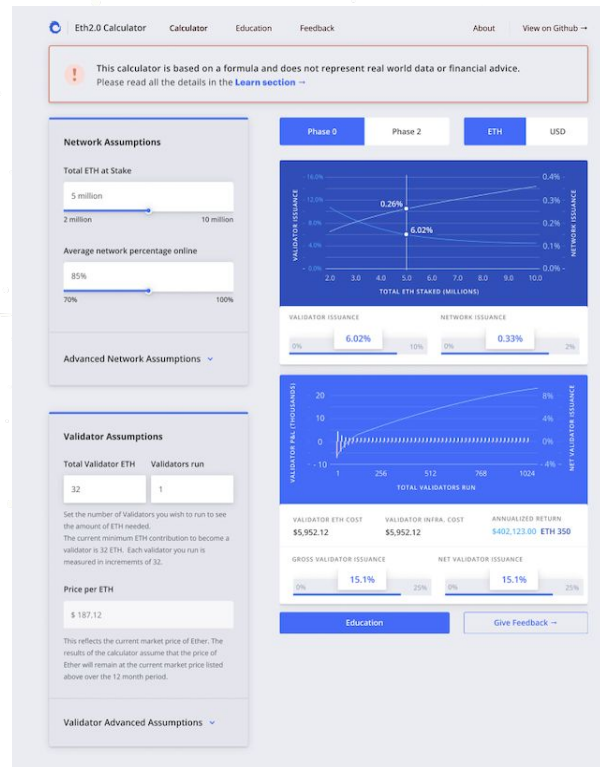 Eth2.0 Calculator Calculator Education Feedback About View on Github →
This calculator is based on a formula and does not represent real world data or financial advice.
Please read all the details in the Learn section →
Network Assumptions
Total ETH at Stake
5 million
2 million 10 million
Average network percentage online
85%
70% 100%
Advanced Network Assumptions
Validator Assumptions
Total Validator ETH Validators run
32 1
Set the number of Validators you wish to run to see
the amount of ETH needed.
The current minimum ETH contribution to become a
validator is 32 ETH. Each validator you run is
measured in incrememts of 32.
Price per ETH
$ 187.12
This reflects the current market price of Ether. The
results of the calculator assume that the price of
Ether will remain at the current market price listed
above over the 12 month period.
Validator Advanced Assumptions
Phase 0 Phase 2 ETH USD
VALIDATOR ISSUANCE
16.0%
12.0%
8.0%
4.0%
0.0%
0.26%
6.02%
0.4%
0.3%
0.2%
0.1%
0.0%
NETWORK ISSUANCE
2.0 3.0 4.0 5.0 6.0 7.0 8.0 9.0 10.0
TOTAL ETH STAKED (MILLIONS)
VALIDATOR ISSUANCE NETWORK ISSUANCE
0% 6.02% 10% 0% 0.33% 2%
VALIDATOR P&L (THOUSANDS)
20
10
0
- 10
8%
4%
0%
- 4%
NET VALIDATOR ISSUANCE
1 256 512 768 1024
TOTAL VALIDATORS RUN
VALIDATOR ETH COST VALIDATOR INFRA. COST ANNUALIZED RETURN
$5,952.12 $5,952.12 $402,123.00 ETH 350
GROSS VALIDATOR ISSUANCE NET VALIDATOR ISSUANCE
0% 15.1% 25% 0% 15.1% 25%
Education Give Feedback →